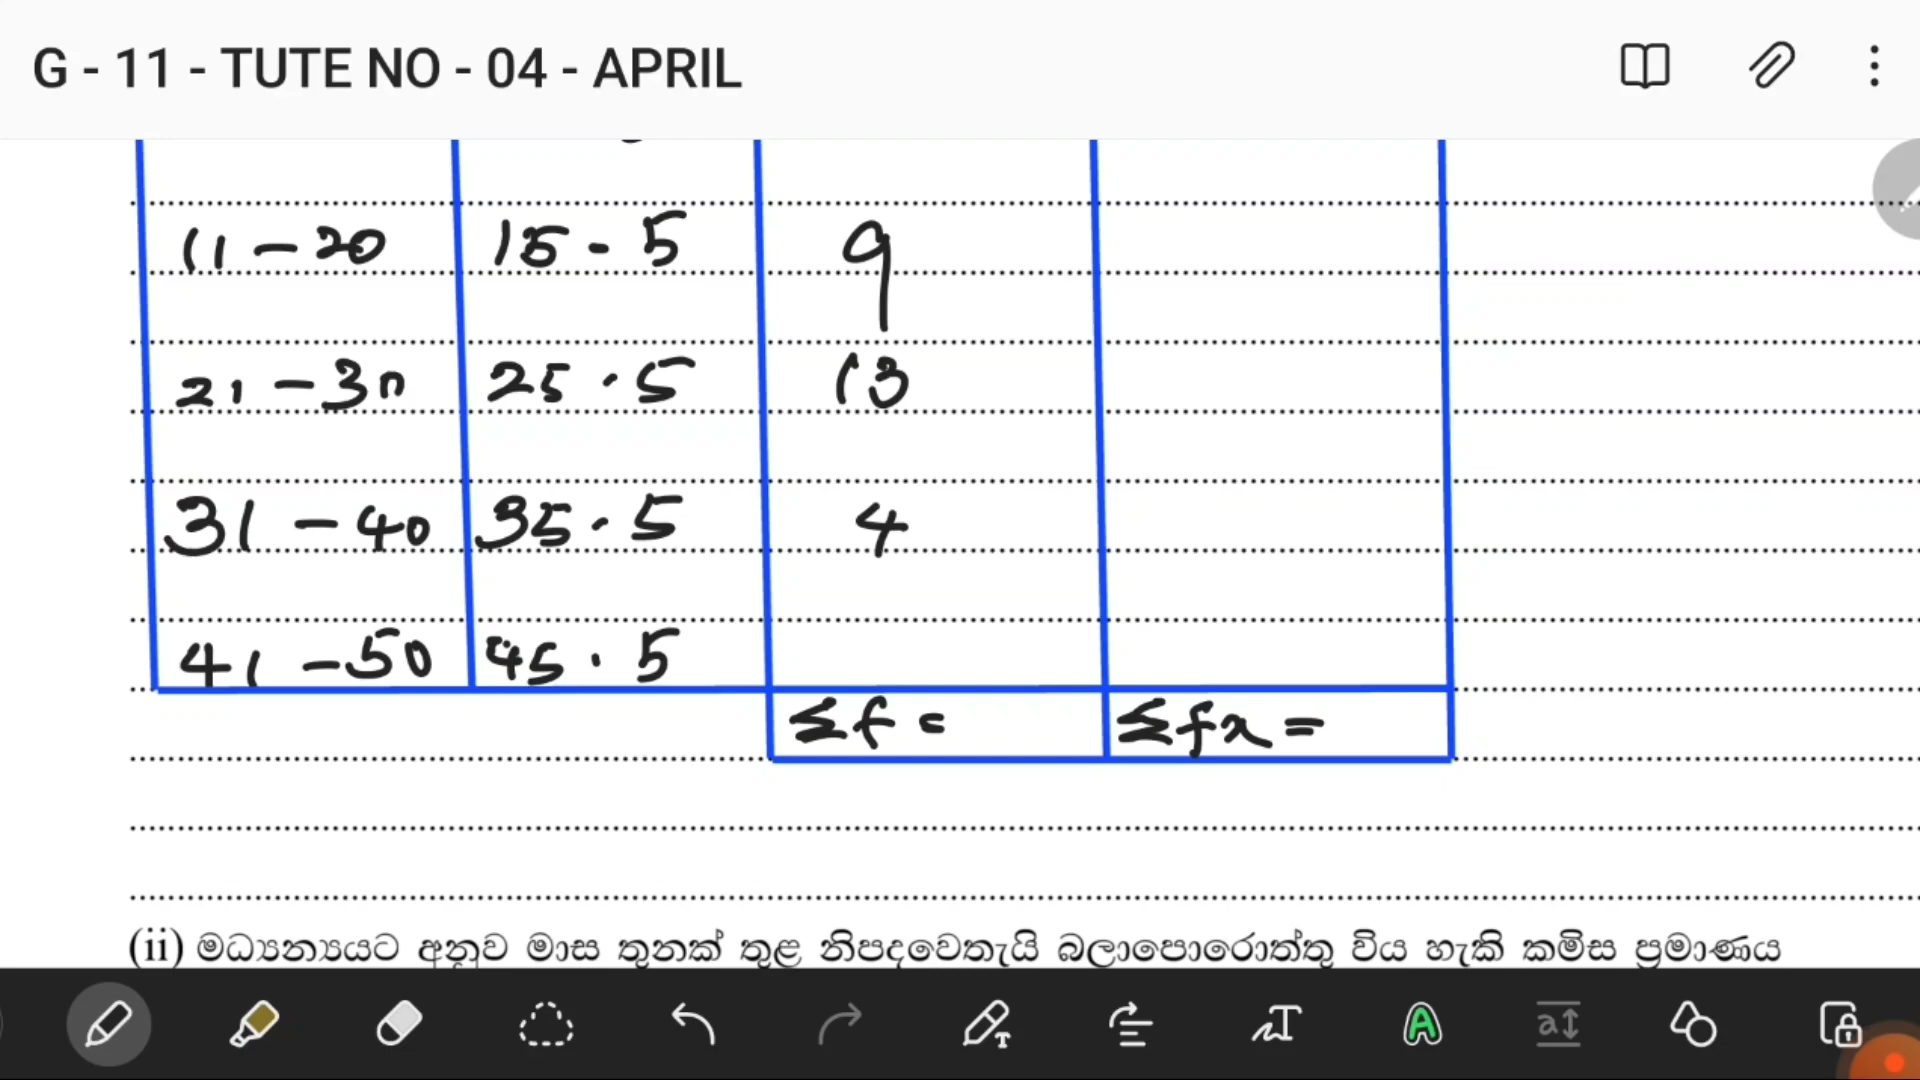 G - 11 - TUTE NO - 04 - APRIL
11 - 20 15 - 5 9
21 - 30 25 . 5 13
31 - 40 35 . 5 4
41 - 50 45 . 5
Σf = Σfx =
(ii) මධ්‍යන්‍යයට අනුව මාස තුනක් තුළ නිපදවෙතැයි බලාපොරොත්තු විය හැකි කමිස ප්‍රමාණය